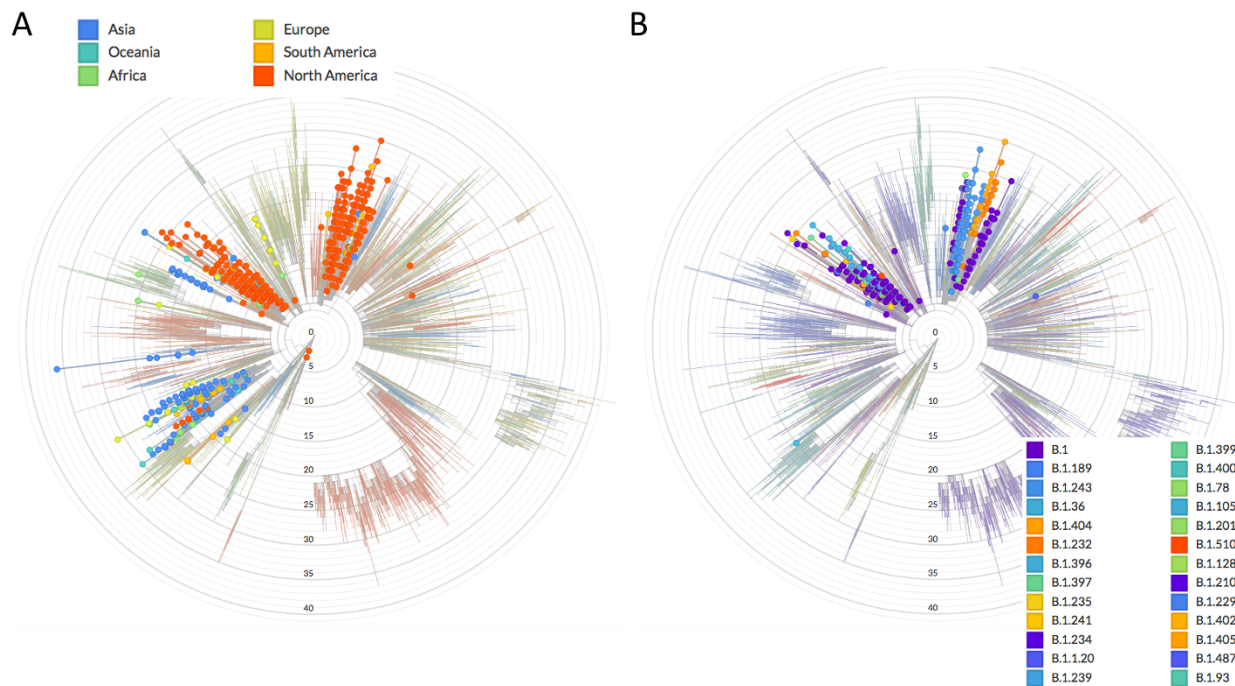 A
B
Asia
Europe
Oceania
South America
Africa
North America
0
5
10
15
20
25
30
35
40
0
5
10
15
20
25
30
35
40
B.1
B.1.399
B.1.189
B.1.400
B.1.243
B.1.78
B.1.36
B.1.105
B.1.404
B.1.201
B.1.232
B.1.510
B.1.396
B.1.128
B.1.397
B.1.210
B.1.235
B.1.229
B.1.241
B.1.402
B.1.234
B.1.405
B.1.1.20
B.1.487
B.1.239
B.1.93